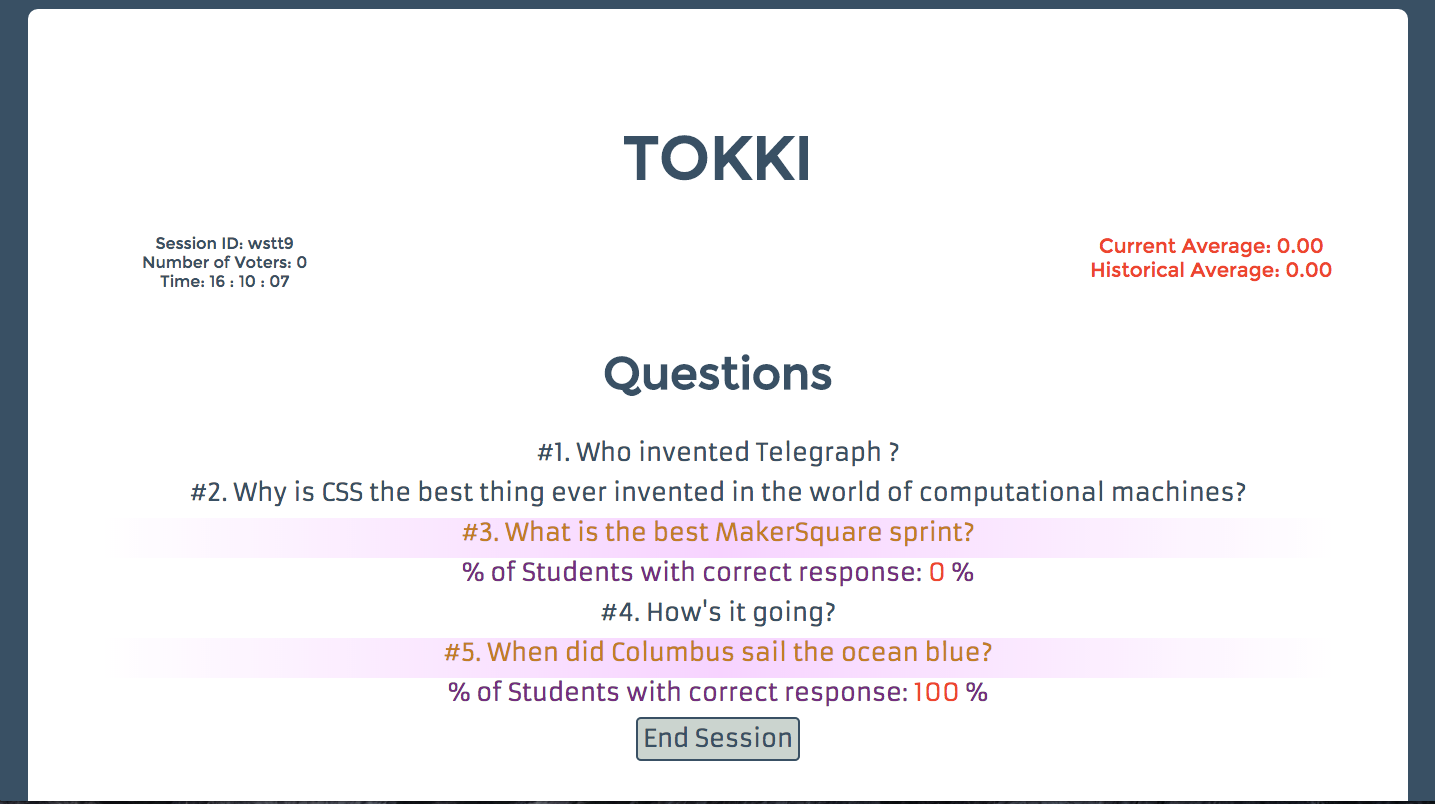 TOKKI
Session ID: wstt9
Number of Voters: 0
Time: 16 : 10 : 07
Current Average: 0.00
Historical Average: 0.00
Questions
#1. Who invented Telegraph ?
#2. Why is CSS the best thing ever invented in the world of computational machines?
#3. What is the best MakerSquare sprint?
% of Students with correct response: 0 %
#4. How's it going?
#5. When did Columbus sail the ocean blue?
% of Students with correct response: 100 %
End Session